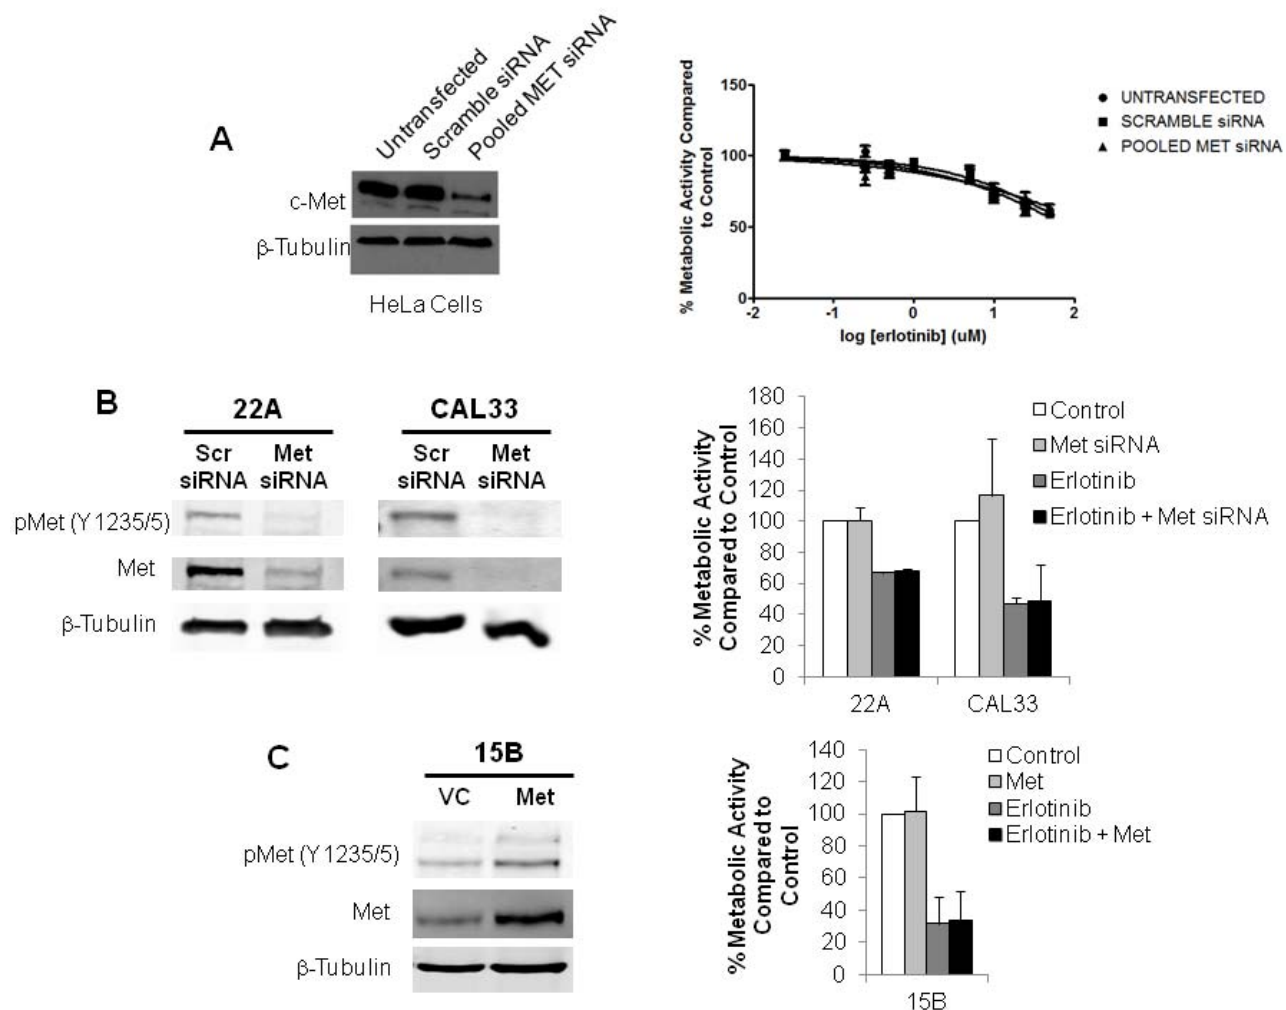 A
Untransfected
Scramble siRNA
Pooled MET siRNA
c-Met
β-Tubulin
HeLa Cells
% Metabolic Activity Compared
to Control
150
100
50
0
-2
-1
0
1
2
log [erlotinib] (uM)
UNTRANSFECTED
SCRAMBLE siRNA
POOLED MET siRNA
B
22A
CAL33
Scr
siRNA
Met
siRNA
Scr
siRNA
Met
siRNA
pMet (Y1235/5)
Met
β-Tubulin
% Metabolic Activity
Compared to Control
180
160
140
120
100
80
60
40
20
0
22A
CAL33
Control
Met siRNA
Erlotinib
Erlotinib + Met siRNA
C
15B
VC
Met
pMet (Y1235/5)
Met
β-Tubulin
% Metabolic Activity
Compared to
Control
140
120
100
80
60
40
20
0
15B
Control
Met
Erlotinib
Erlotinib + Met